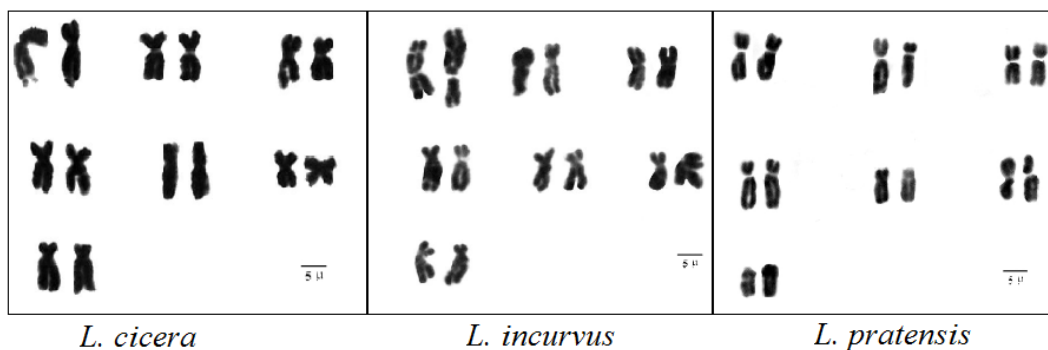 5 μ
5 μ
5 μ
L. cicera
L. incurvus
L. pratensis